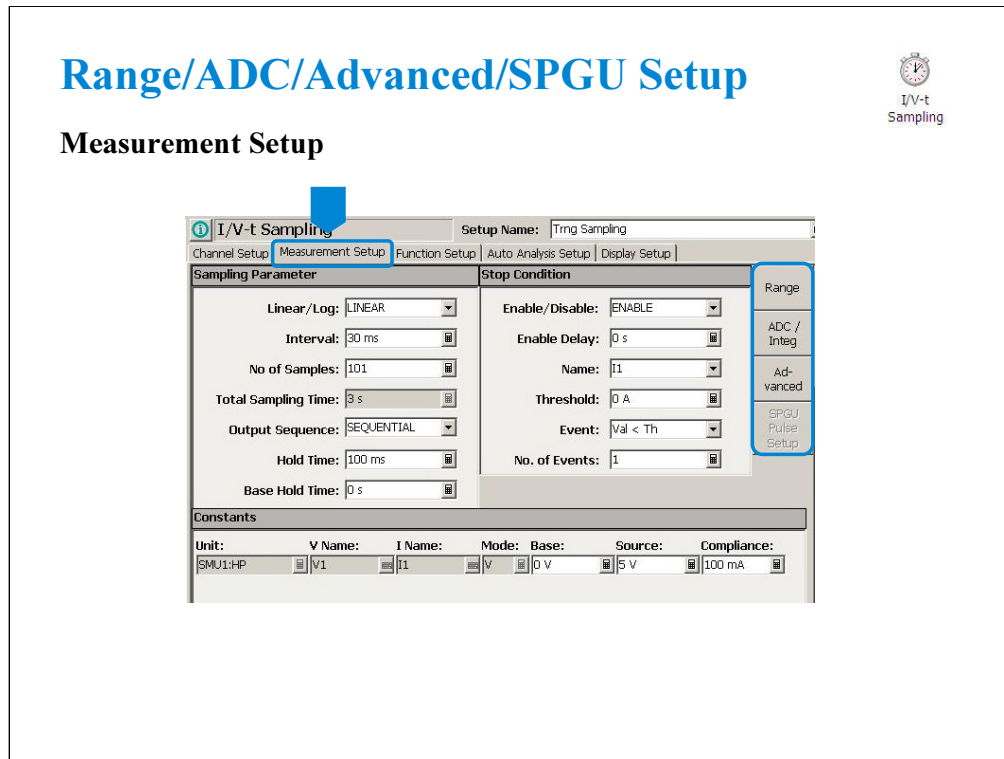 Range/ADC/Advanced/SPGU Setup
I/V-t
Sampling
Measurement Setup
I/V-t Sampling
Setup Name: Trng Sampling
Channel Setup Measurement Setup Function Setup Auto Analysis Setup Display Setup
Sampling Parameter
Linear/Log: LINEAR
Interval: 30 ms
No of Samples: 101
Total Sampling Time: 3 s
Output Sequence: SEQUENTIAL
Hold Time: 100 ms
Base Hold Time: 0 s
Stop Condition
Enable/Disable: ENABLE
Enable Delay: 0 s
Name: I1
Threshold: 0 A
Event: Val < Th
No. of Events: 1
Range
ADC /
Integ
Ad-
vanced
SPGU
Pulse
Setup
Constants
Unit: V Name: I Name: Mode: Base: Source: Compliance:
SMU1:HP V1 I1 V 0 V 5 V 100 mA